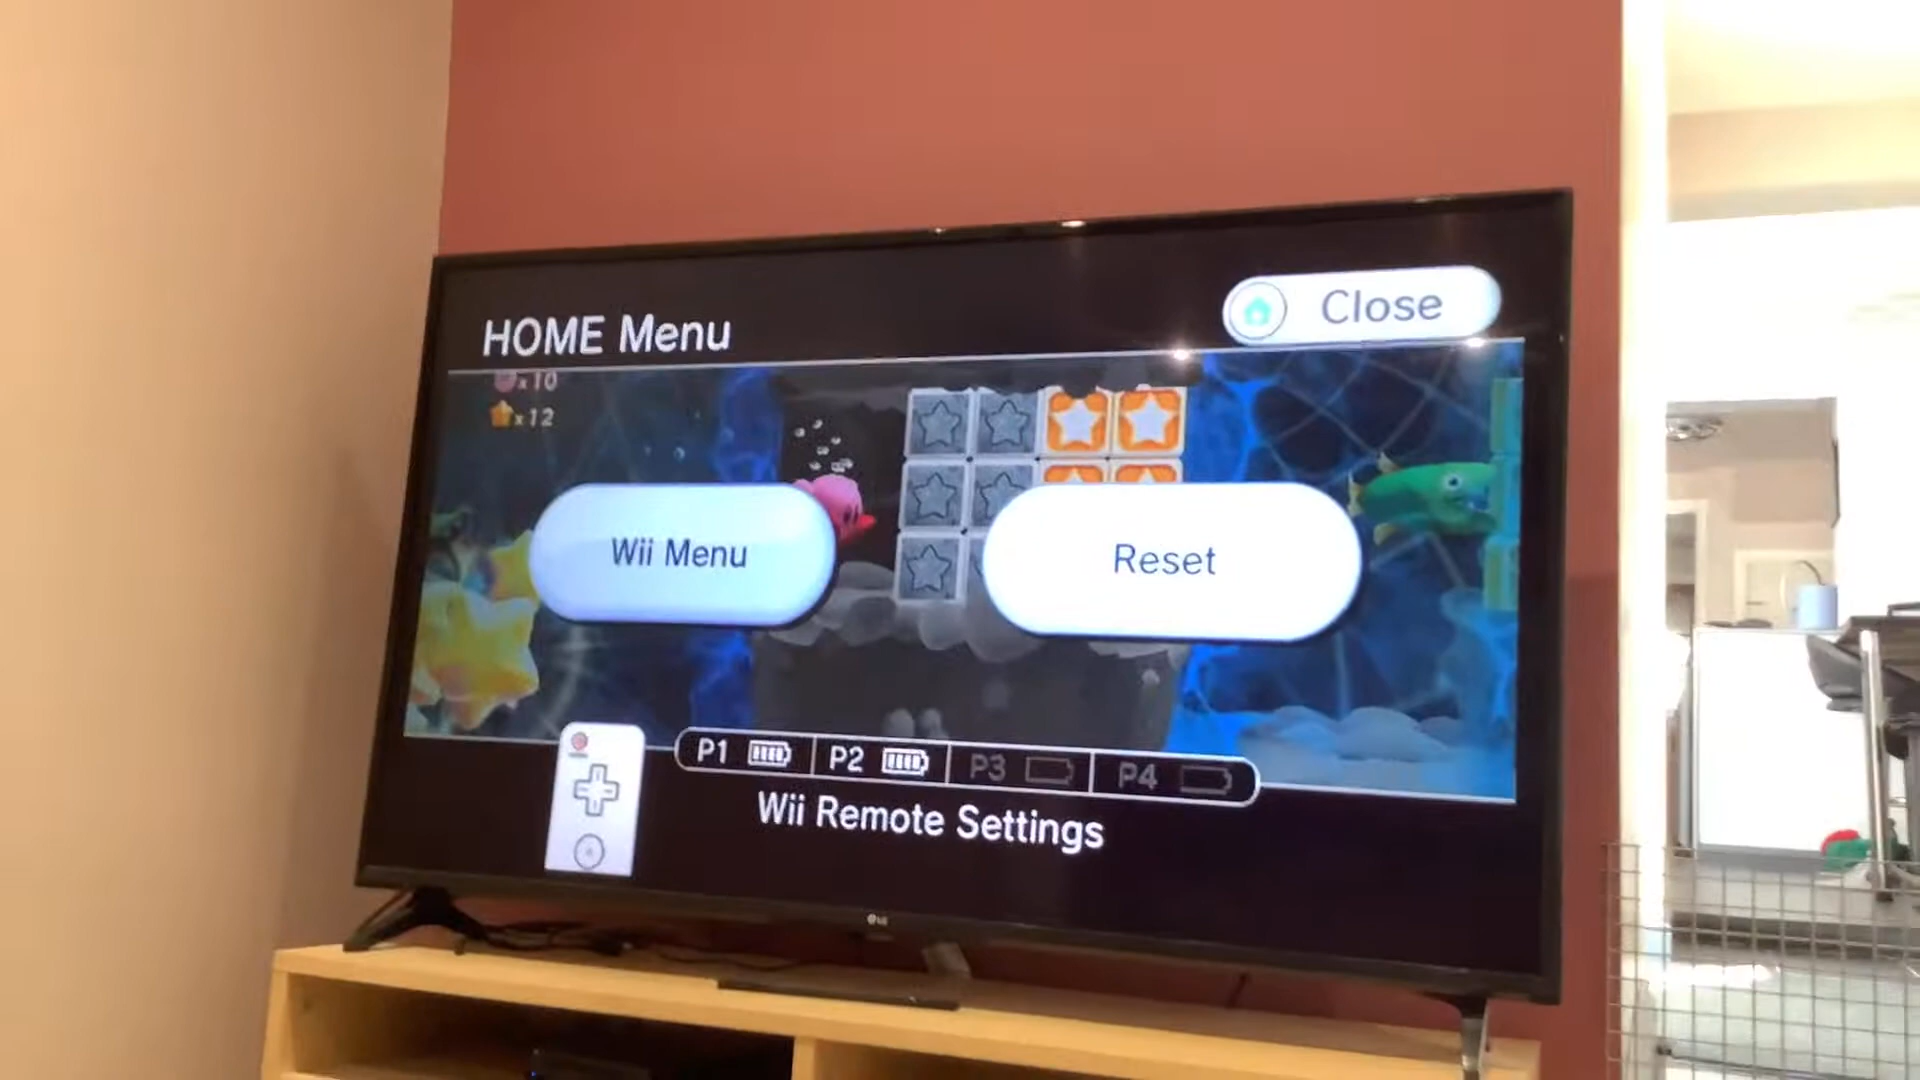 HOME Menu
Close
x10
x12
Wii Menu
Reset
P1 P2 P3 P4
Wii Remote Settings
LG